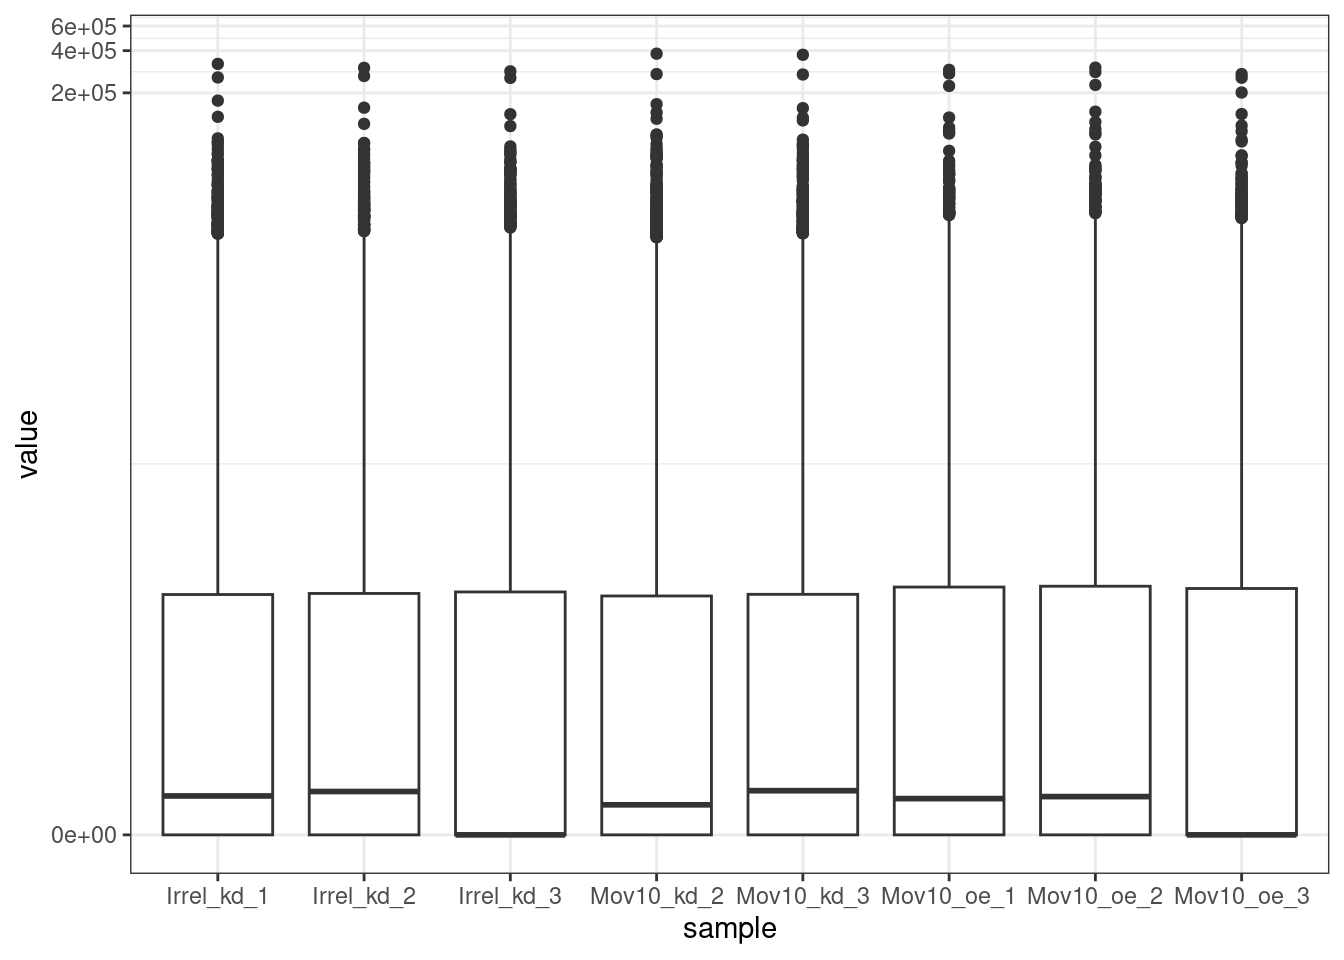 6e+05
4e+05
2e+05
0e+00
value
Irrel_kd_1 Irrel_kd_2 Irrel_kd_3 Mov10_kd_2 Mov10_kd_3 Mov10_oe_1 Mov10_oe_2 Mov10_oe_3
sample